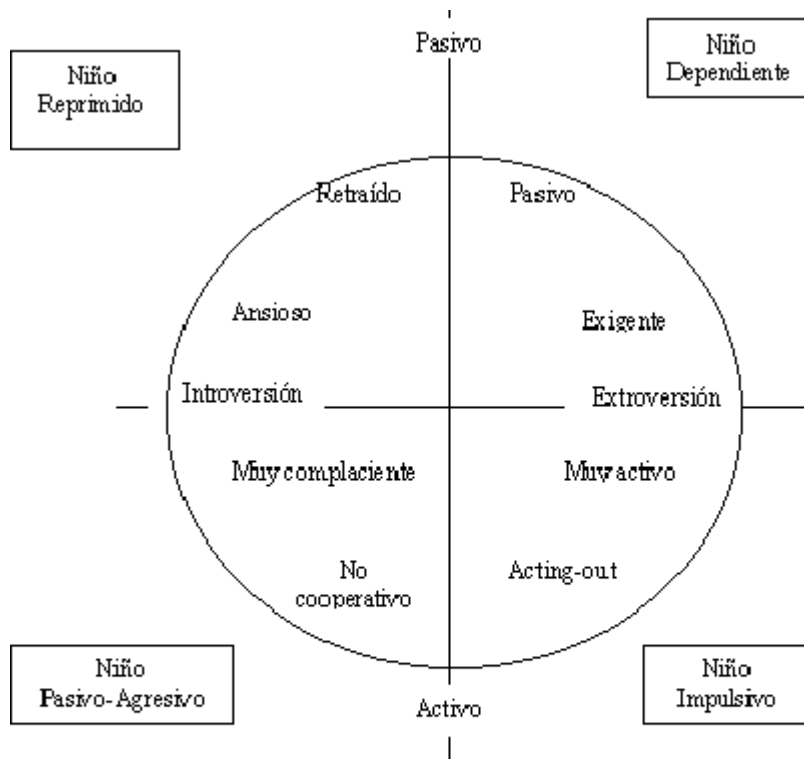 Pasivo
Niño
Dependiente
Niño
Reprimido
Retraído
Pasivo
Ansioso
Exigente
Introversión
Extroversión
Muy complaciente
Muy activo
No
cooperativo
Acting-out
Niño
Pasivo-Agresivo
Activo
Niño
Impulsivo